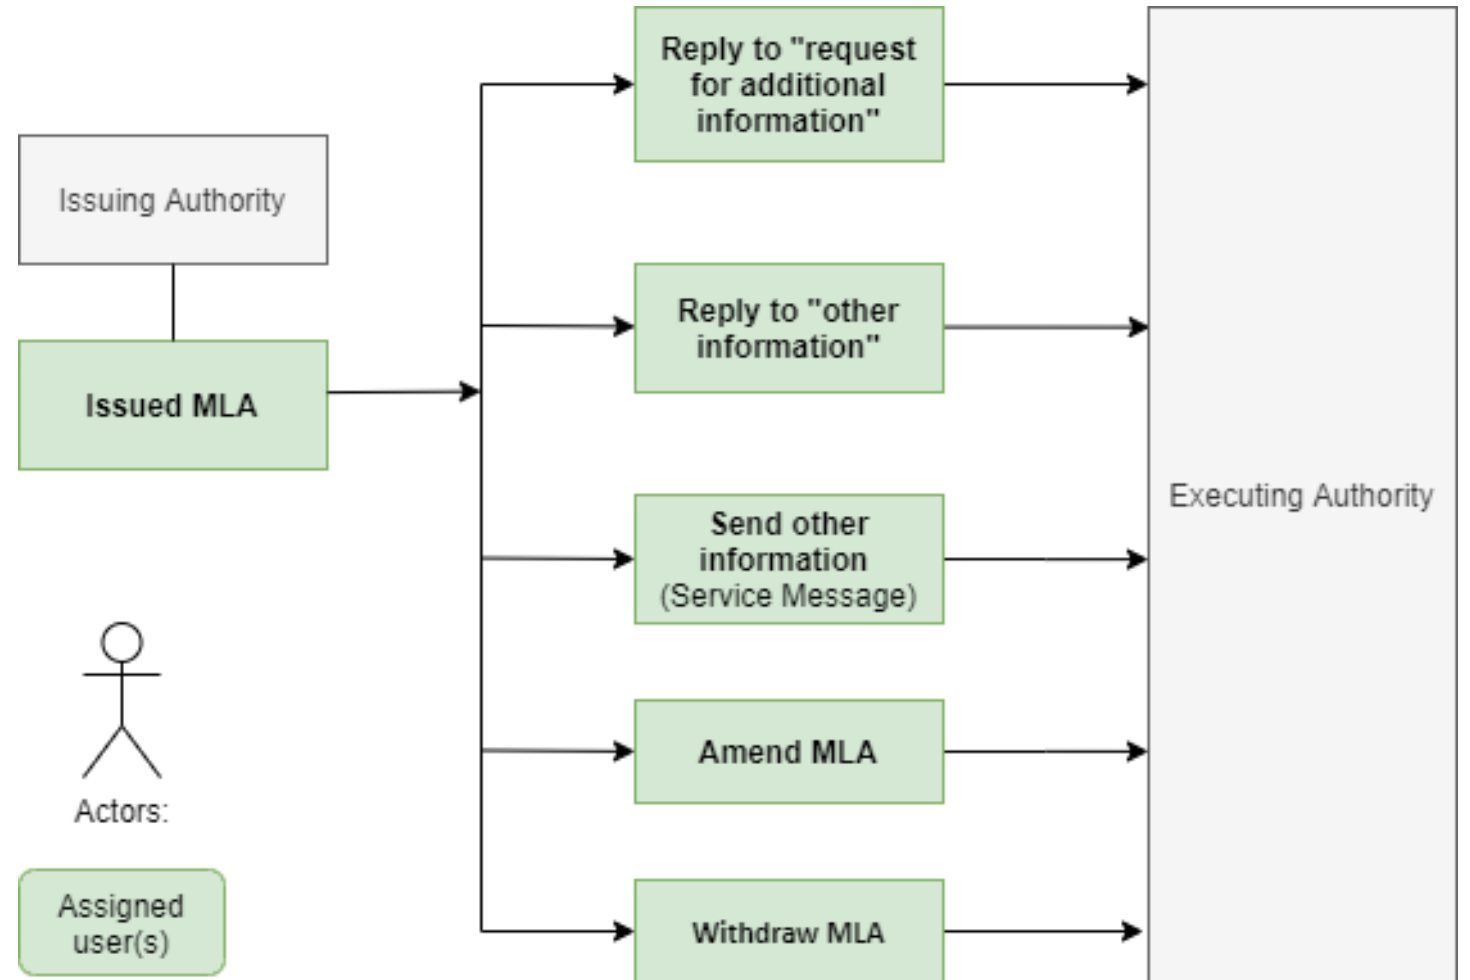 Reply to "request
for additional
information"
Issuing Authority
Reply to "other
information"
Issued MLA
Executing Authority
Send other
information
(Service Message)
Amend MLA
Actors:
Assigned
user(s)
Withdraw MLA